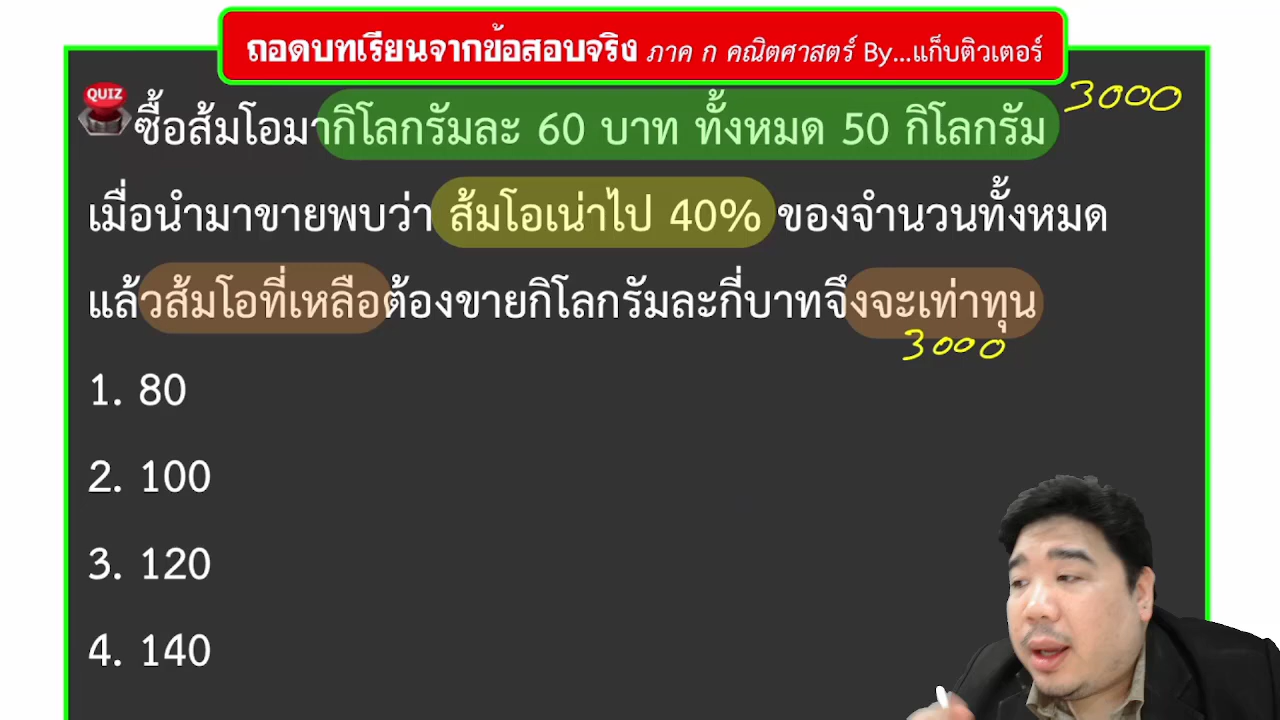 ถอดบทเรียนจากข้อสอบจริง ภาค ก คณิตศาสตร์ By...แก็บติวเตอร์
3000
QUIZ
ซื้อส้มโอมากิโลกรัมละ 60 บาท ทั้งหมด 50 กิโลกรัม
เมื่อนำมาขายพบว่า ส้มโอเน่าไป 40% ของจำนวนทั้งหมด
แล้วส้มโอที่เหลือต้องขายกิโลกรัมละกี่บาทจึงจะเท่าทุน
3000
1. 80
2. 100
3. 120
4. 140